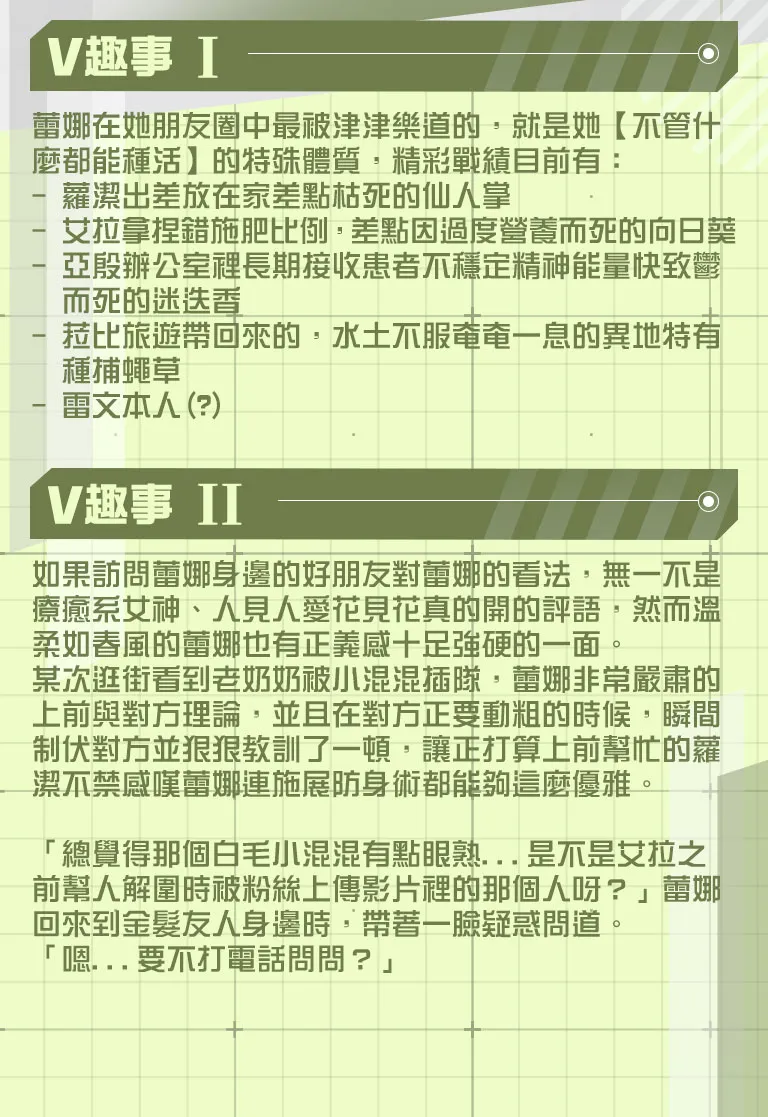 V趣事 I
蕾娜在她朋友圈中最被津津樂道的，就是她【不管什
麼都能種活】的特殊體質，精彩戰績目前有：
- 蘿潔出差放在家差點枯死的仙人掌
- 艾拉拿捏錯施肥比例，差點因過度營養而死的向日葵
- 亞殷辦公室裡長期接收患者不穩定精神能量快致鬱
而死的迷迭香
- 菈比旅遊帶回來的，水土不服奄奄一息的異地特有
種捕蠅草
- 雷文本人(?)
V趣事 II
如果訪問蕾娜身邊的好朋友對蕾娜的看法，無一不是
療癒系女神、人見人愛花見花真的開的評語，然而溫
柔如春風的蕾娜也有正義感十足強硬的一面。
某次逛街看到老奶奶被小混混插隊，蕾娜非常嚴肅的
上前與對方理論，並且在對方正要動粗的時候，瞬間
制伏對方並狠狠教訓了一頓，讓正打算上前幫忙的蘿
潔不禁感嘆蕾娜連施展防身術都能夠這麼優雅。
「總覺得那個白毛小混混有點眼熟...是不是艾拉之
前幫人解圍時被粉絲上傳影片裡的那個人呀？」蕾娜
回來到金髮友人身邊時，帶著一臉疑惑問道。
「嗯...要不打電話問問？」